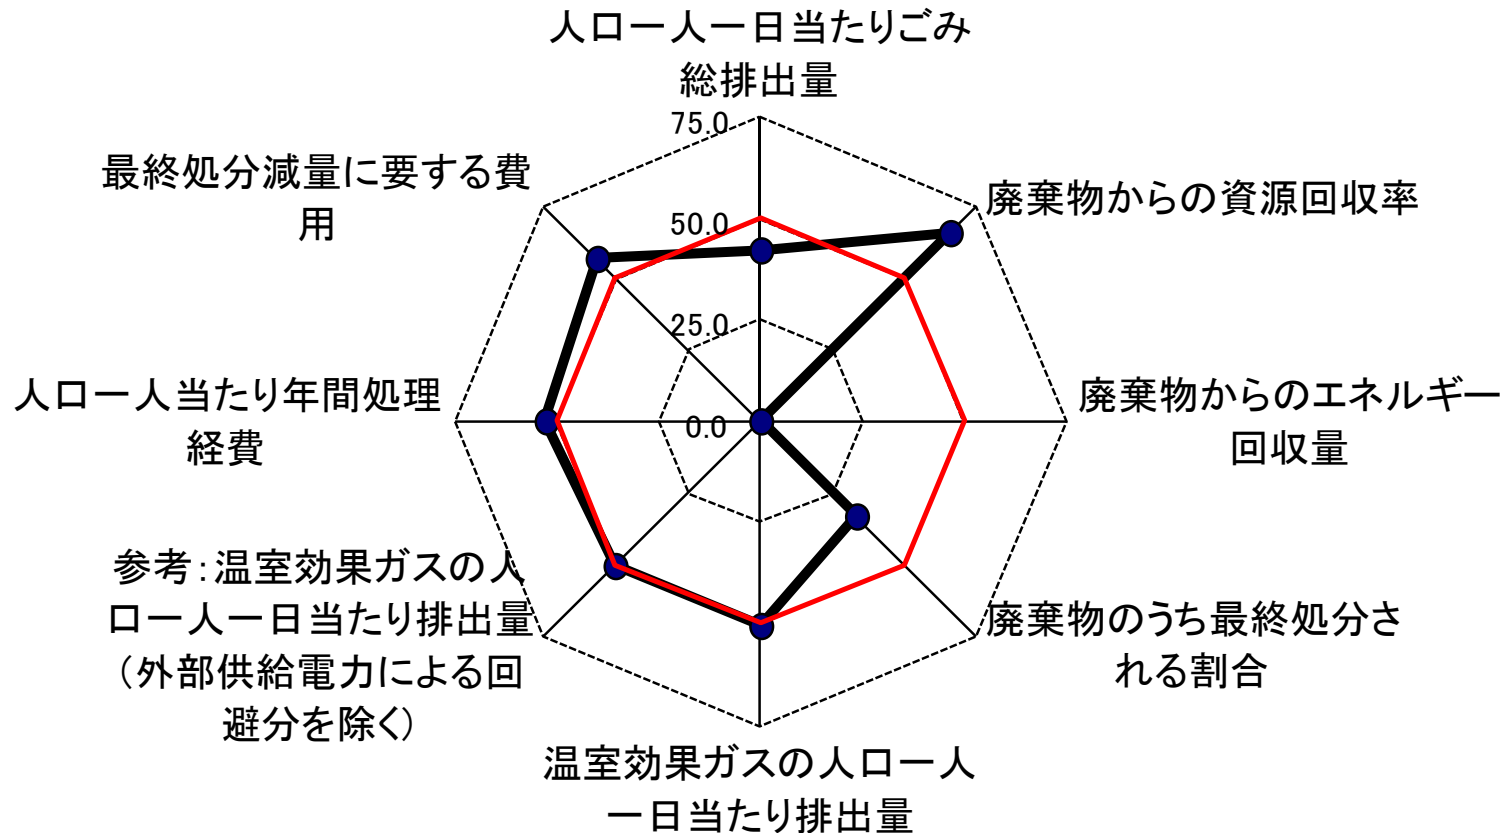 人口一人一日当たりごみ
総排出量
75.0
50.0
25.0
0.0
廃棄物からの資源回収率
廃棄物からのエネルギー
回収量
廃棄物のうち最終処分さ
れる割合
温室効果ガスの人口一人
一日当たり排出量
参考：温室効果ガスの人
口一人一日当たり排出量
（外部供給電力による回
避分を除く）
人口一人当たり年間処理
経費
最終処分減量に要する費
用